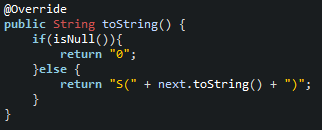 @Override
public String toString() {
    if(isNull()){
        return "0";
    }else {
        return "S(" + next.toString() + ")";
    }
}